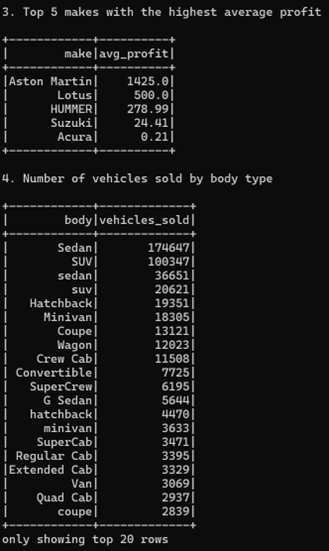 3. Top 5 makes with the highest average profit
+------------+----------+
|        make|avg_profit|
+------------+----------+
|Aston Martin|    1425.0|
|       Lotus|     500.0|
|      HUMMER|    278.99|
|      Suzuki|     24.41|
|       Acura|      0.21|
+------------+----------+
4. Number of vehicles sold by body type
+------------+-------------+
|        body|vehicles_sold|
+------------+-------------+
|       Sedan|       174647|
|         SUV|       100347|
|       sedan|        36651|
|         suv|        20621|
|   Hatchback|        19351|
|     Minivan|        18305|
|       Coupe|        13121|
|       Wagon|        12023|
|    Crew Cab|        11508|
| Convertible|         7725|
|   SuperCrew|         6195|
|     G Sedan|         5644|
|   hatchback|         4470|
|     minivan|         3633|
|    SuperCab|         3471|
| Regular Cab|         3395|
|Extended Cab|         3329|
|         Van|         3069|
|    Quad Cab|         2937|
|       coupe|         2839|
+------------+-------------+
only showing top 20 rows